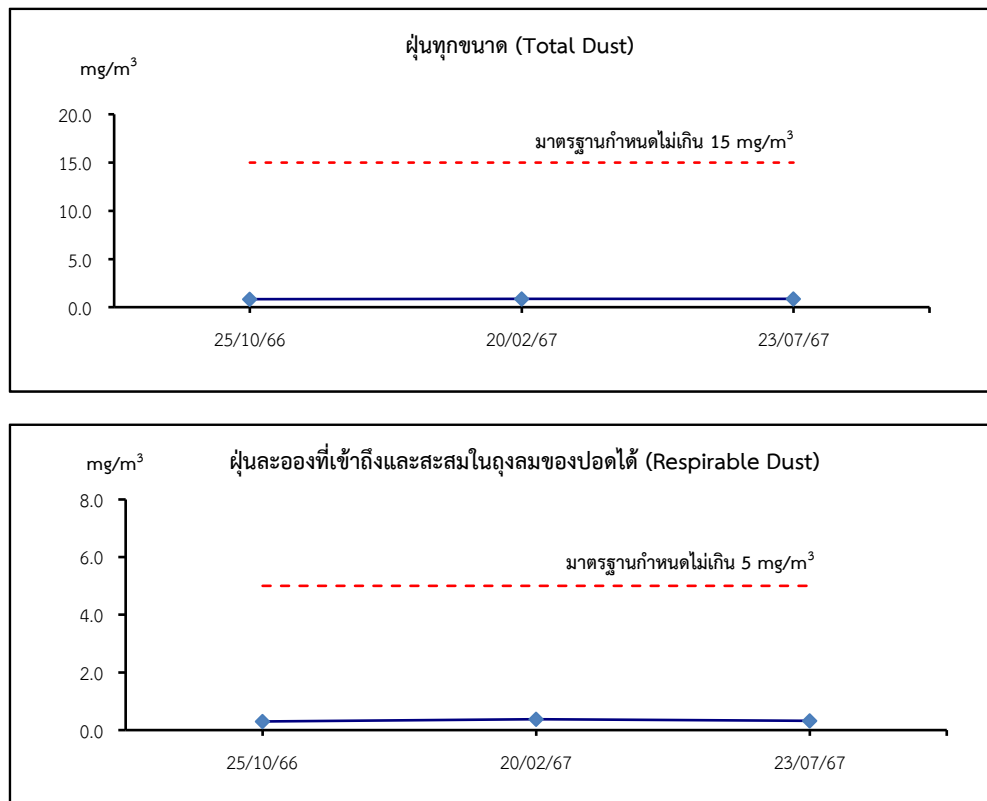 ฝุ่นทุกขนาด (Total Dust)
mg/m³
20.0
มาตรฐานกำหนดไม่เกิน 15 mg/m³
15.0
10.0
5.0
0.0
25/10/66 20/02/67 23/07/67
ฝุ่นละอองที่เข้าถึงและสะสมในถุงลมของปอดได้ (Respirable Dust)
mg/m³
8.0
มาตรฐานกำหนดไม่เกิน 5 mg/m³
6.0
4.0
2.0
0.0
25/10/66 20/02/67 23/07/67